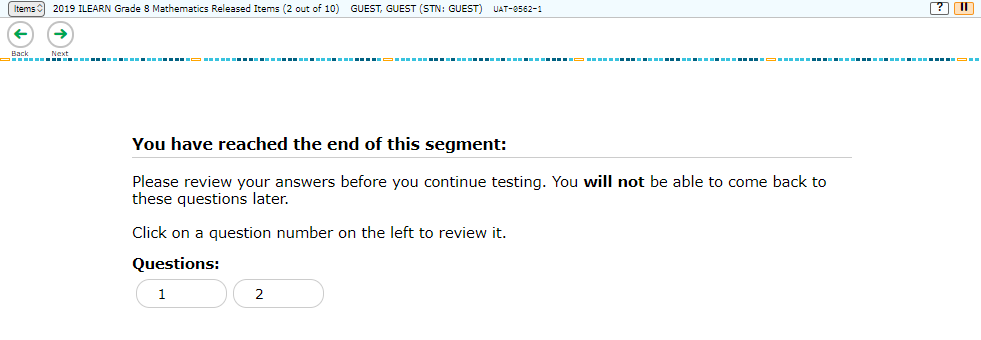 Items 2019 ILEARN Grade 8 Mathematics Released Items (2 out of 10) GUEST, GUEST (STN: GUEST) UAT-0562-1 ?
Back Next
You have reached the end of this segment:
Please review your answers before you continue testing. You will not be able to come back to
these questions later.
Click on a question number on the left to review it.
Questions:
1 2